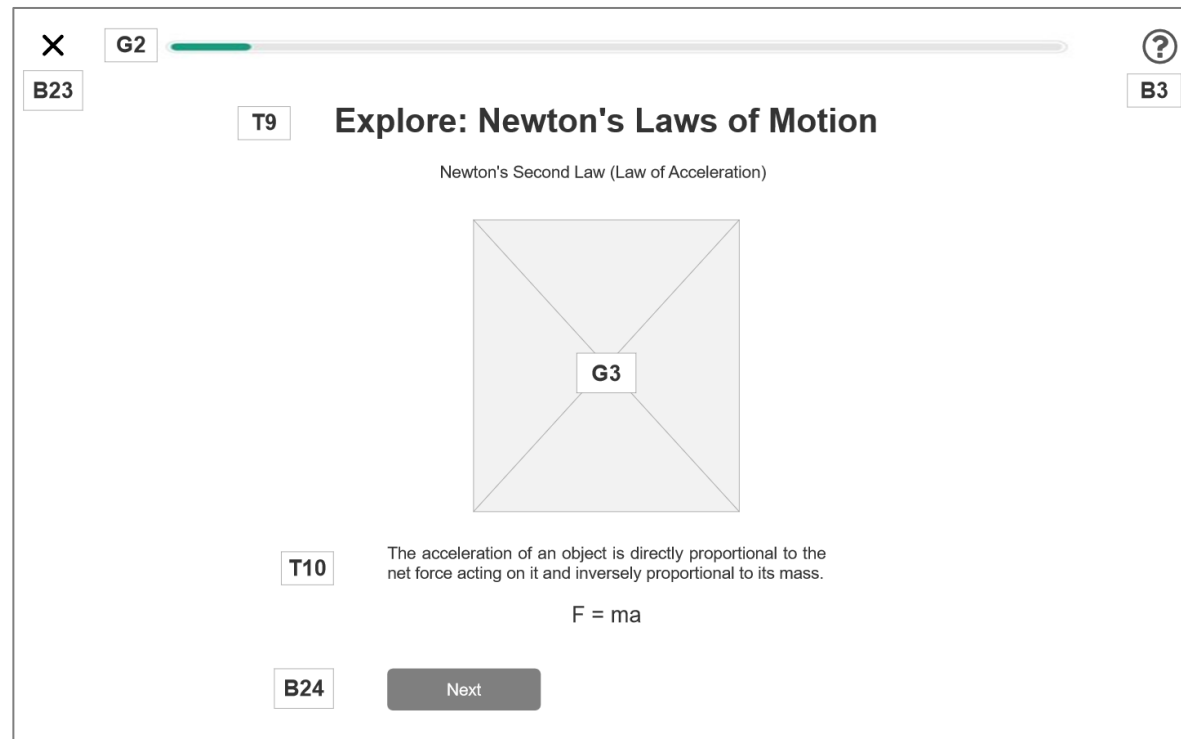 G2
B23
B3
T9 Explore: Newton's Laws of Motion
Newton's Second Law (Law of Acceleration)
G3
T10
The acceleration of an object is directly proportional to the
net force acting on it and inversely proportional to its mass.
F = ma
B24 Next